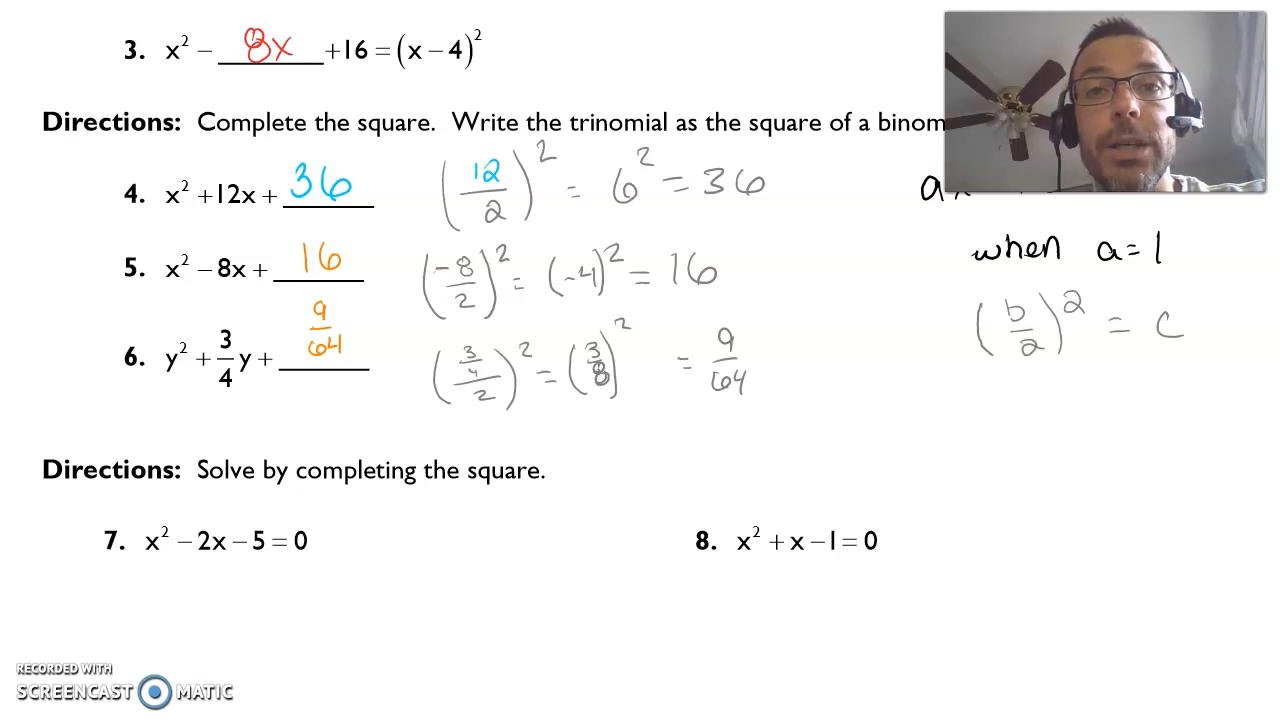 3. x² − 8x +16 = (x − 4)²
Directions: Complete the square. Write the trinomial as the square of a binom
4. x² +12x + 36 (12/2)² = 6² = 36
ax
5. x² − 8x + 16 (-8/2)² = (-4)² = 16
when a=1
(b/2)² = c
6. y² + 3/4 y + 9/64 (3/4/2)² = (3/8)² = 9/64
Directions: Solve by completing the square.
7. x² − 2x − 5 = 0
8. x² + x − 1 = 0
RECORDED WITH
SCREENCAST MATIC